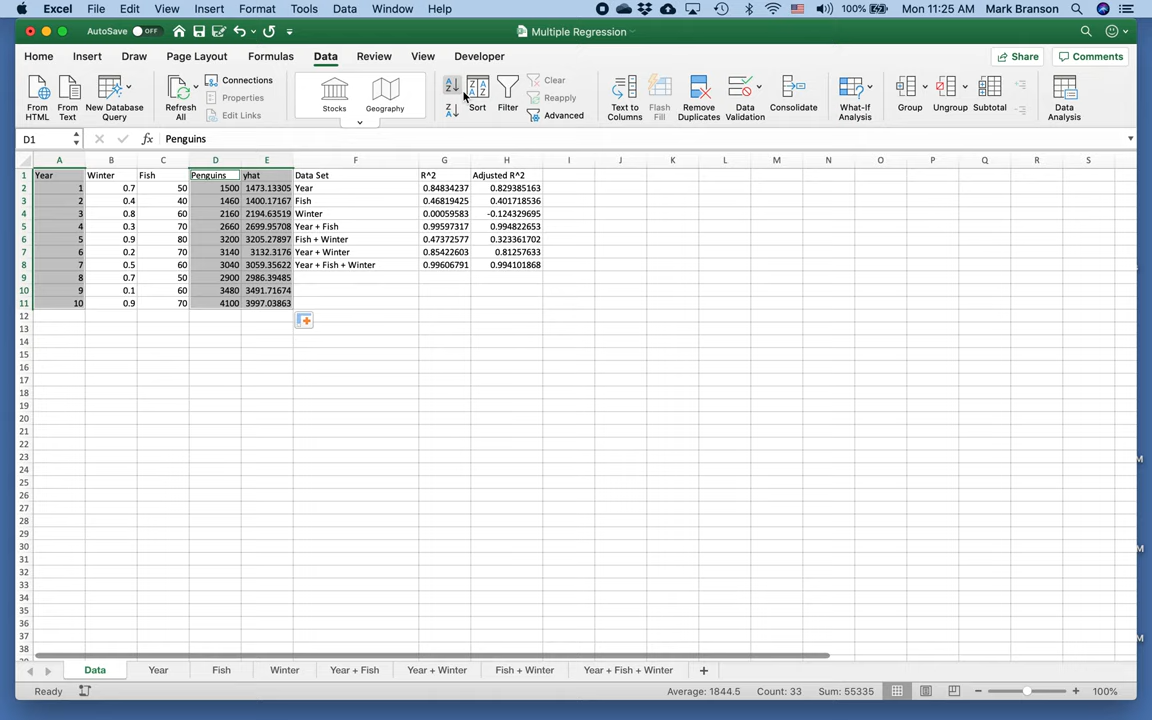 Excel File Edit View Insert Format Tools Data Window Help 100% Mon 11:25 AM Mark Branson
AutoSave OFF Multiple Regression
Home Insert Draw Page Layout Formulas Data Review View Developer Share Comments
From HTML From Text New Database Query Refresh All Connections Properties Edit Links Stocks Geography Sort Filter Clear Reapply Advanced Text to Columns Flash Fill Remove Duplicates Data Validation Consolidate What-If Analysis Group Ungroup Subtotal Data Analysis
D1 fx Penguins
A B C D E F G H I J K L M N O P Q R S
1 Year Winter Fish Penguins yhat Data Set R^2 Adjusted R^2
2 1 0.7 50 1500 1473.13305 Year 0.84834237 0.829385163
3 2 0.4 40 1460 1400.17167 Fish 0.46819425 0.401718536
4 3 0.8 60 2160 2194.63519 Winter 0.00059583 -0.124329695
5 4 0.3 70 2660 2699.95708 Year + Fish 0.99597317 0.994822653
6 5 0.9 80 3200 3205.27897 Fish + Winter 0.47372577 0.323361702
7 6 0.2 70 3140 3132.3176 Year + Winter 0.85422603 0.81257633
8 7 0.5 60 3040 3059.35622 Year + Fish + Winter 0.99606791 0.994101868
9 8 0.7 50 2900 2986.39485
10 9 0.1 60 3480 3491.71674
11 10 0.9 70 4100 3997.03863
12
13
14
15
16
17
18
19
20
21
22
23
24
25
26
27
28
29
30
31
32
33
34
35
36
37
38
Data Year Fish Winter Year + Fish Year + Winter Fish + Winter Year + Fish + Winter
Ready Average: 1844.5 Count: 33 Sum: 55335 100%